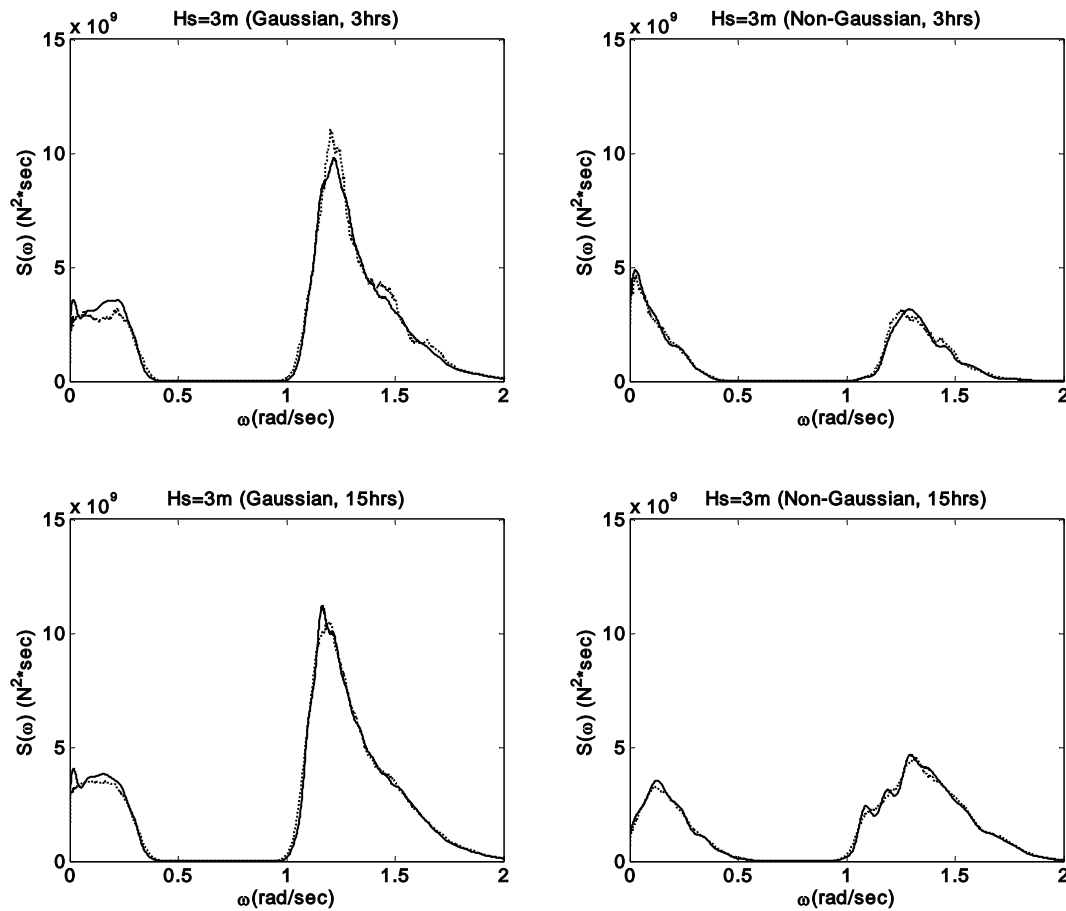 Hs=3m (Gaussian, 3hrs)
x 10^9
15
10
5
0
S(ω) (N^2*sec)
0 0.5 1 1.5 2
ω(rad/sec)
Hs=3m (Non-Gaussian, 3hrs)
x 10^9
15
10
5
0
S(ω) (N^2*sec)
0 0.5 1 1.5 2
ω(rad/sec)
Hs=3m (Gaussian, 15hrs)
x 10^9
15
10
5
0
S(ω) (N^2*sec)
0 0.5 1 1.5 2
ω(rad/sec)
Hs=3m (Non-Gaussian, 15hrs)
x 10^9
15
10
5
0
S(ω) (N^2*sec)
0 0.5 1 1.5 2
ω(rad/sec)